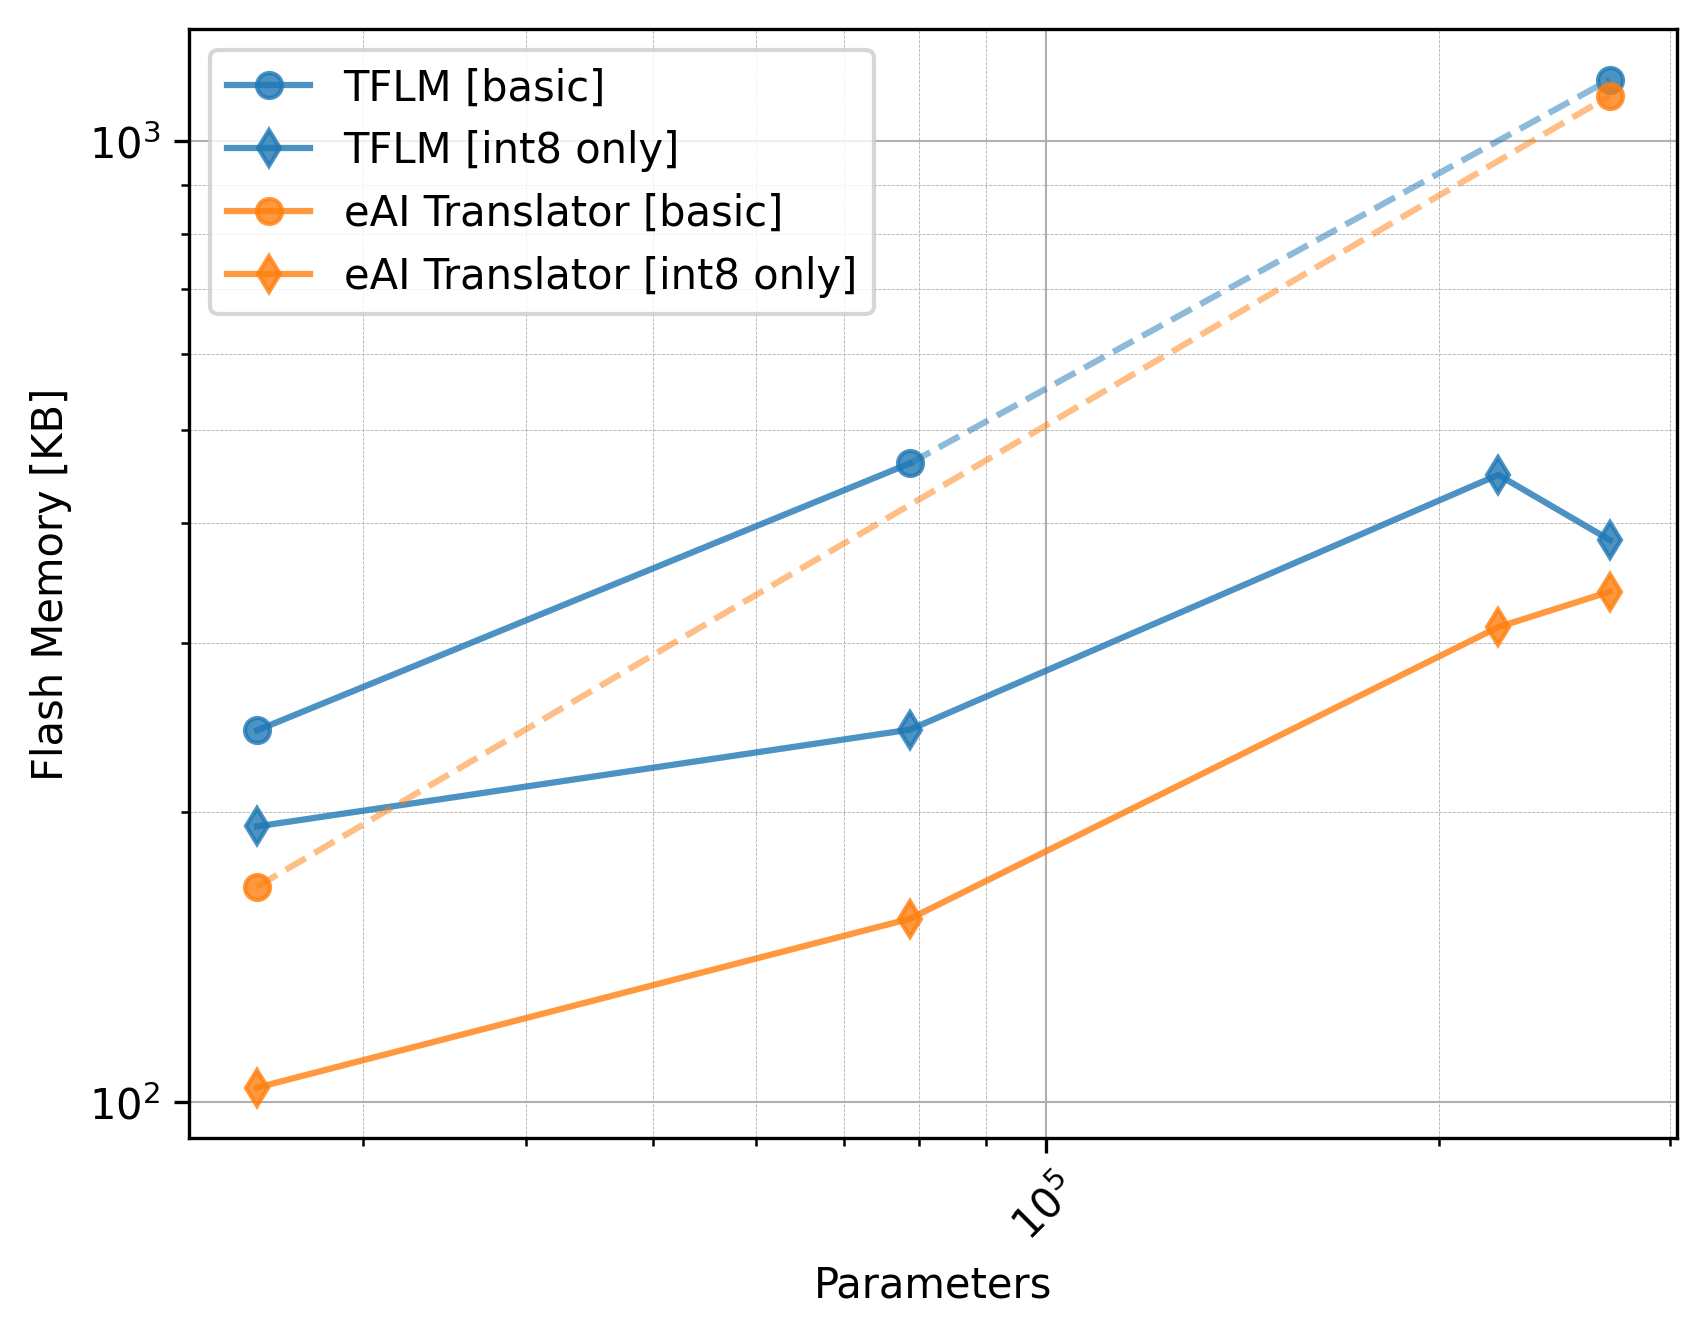 TFLM [basic]
TFLM [int8 only]
eAI Translator [basic]
eAI Translator [int8 only]
10³
10²
Flash Memory [KB]
10⁵
Parameters